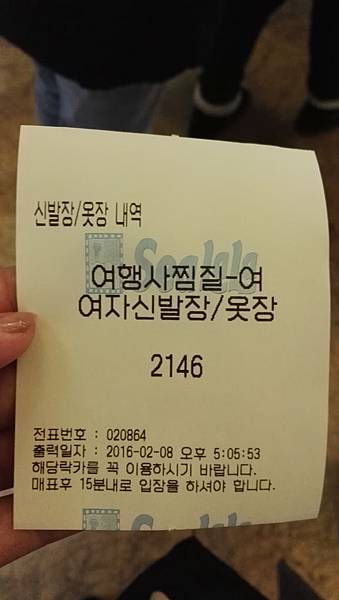 신발장/옷장 내역
여행사찜질-여
여자신발장/옷장
2146
전표번호 : 020864
출력일자 : 2016-02-08 오후 5:05:53
해당락카를 꼭 이용하시기 바랍니다.
매표후 15분내로 입장을 하셔야 합니다.